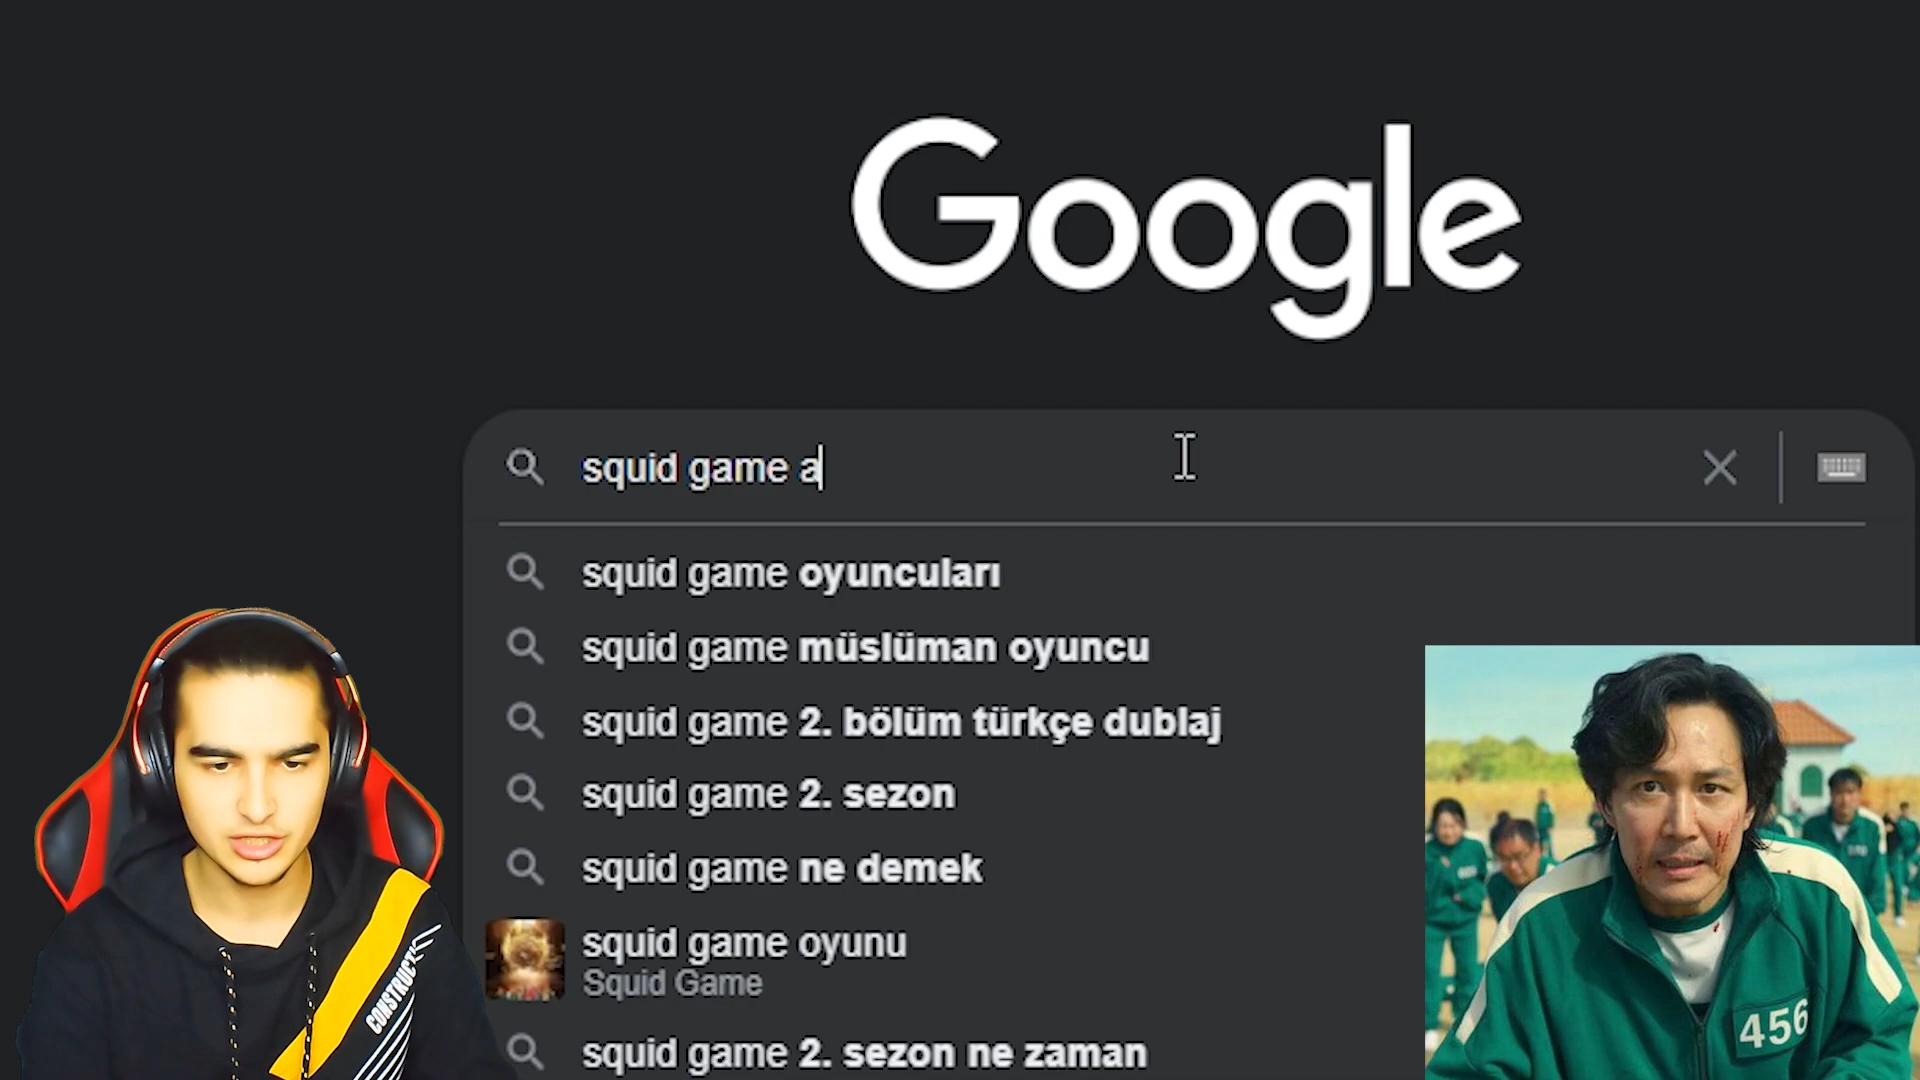 Google
squid game a
squid game oyuncuları
squid game müslüman oyuncu
squid game 2. bölüm türkçe dublaj
squid game 2. sezon
squid game ne demek
squid game oyunu
Squid Game
squid game 2. sezon ne zaman
456